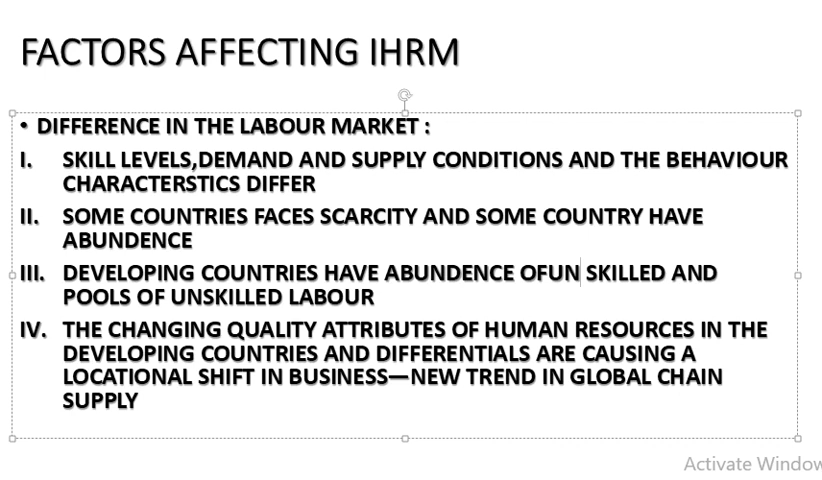 FACTORS AFFECTING IHRM
• DIFFERENCE IN THE LABOUR MARKET :
I. SKILL LEVELS,DEMAND AND SUPPLY CONDITIONS AND THE BEHAVIOUR
CHARACTERSTICS DIFFER
II. SOME COUNTRIES FACES SCARCITY AND SOME COUNTRY HAVE
ABUNDENCE
III. DEVELOPING COUNTRIES HAVE ABUNDENCE OFUN SKILLED AND
POOLS OF UNSKILLED LABOUR
IV. THE CHANGING QUALITY ATTRIBUTES OF HUMAN RESOURCES IN THE
DEVELOPING COUNTRIES AND DIFFERENTIALS ARE CAUSING A
LOCATIONAL SHIFT IN BUSINESS—NEW TREND IN GLOBAL CHAIN
SUPPLY
Activate Window